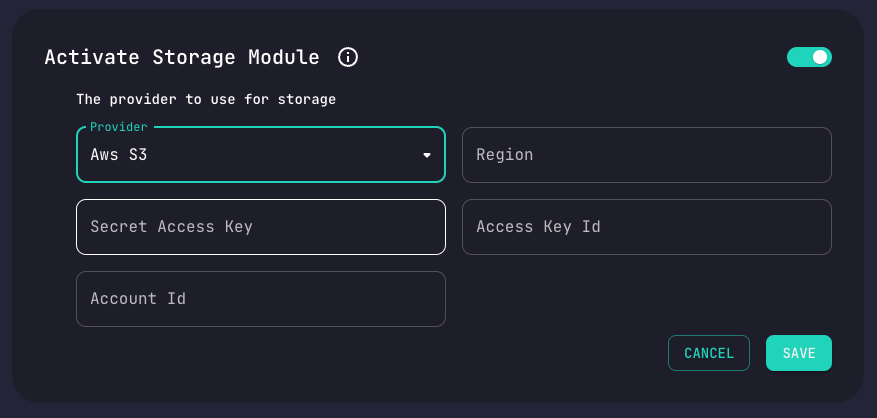 Activate Storage Module
The provider to use for storage
Provider
Aws S3
Region
Secret Access Key
Access Key Id
Account Id
CANCEL
SAVE